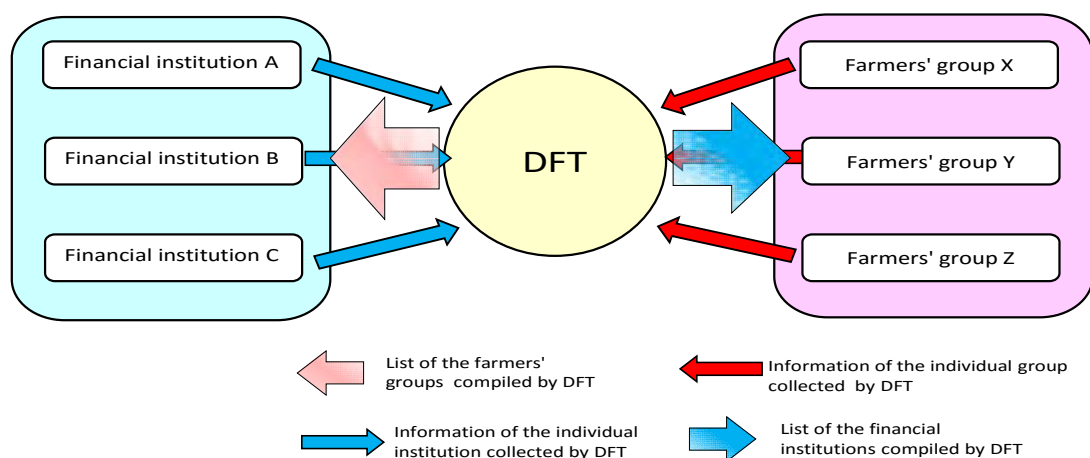 Financial institution A
Financial institution B
Financial institution C
DFT
Farmers' group X
Farmers' group Y
Farmers' group Z
List of the farmers'
groups compiled by DFT
Information of the individual group
collected by DFT
Information of the individual
institution collected by DFT
List of the financial
institutions compiled by DFT